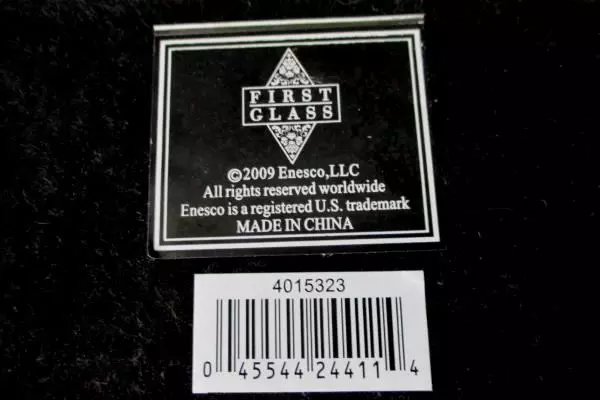 FIRST
GLASS
©2009 Enesco,LLC
All rights reserved worldwide
Enesco is a registered U.S. trademark
MADE IN CHINA
4015323
0 45544 24411 4